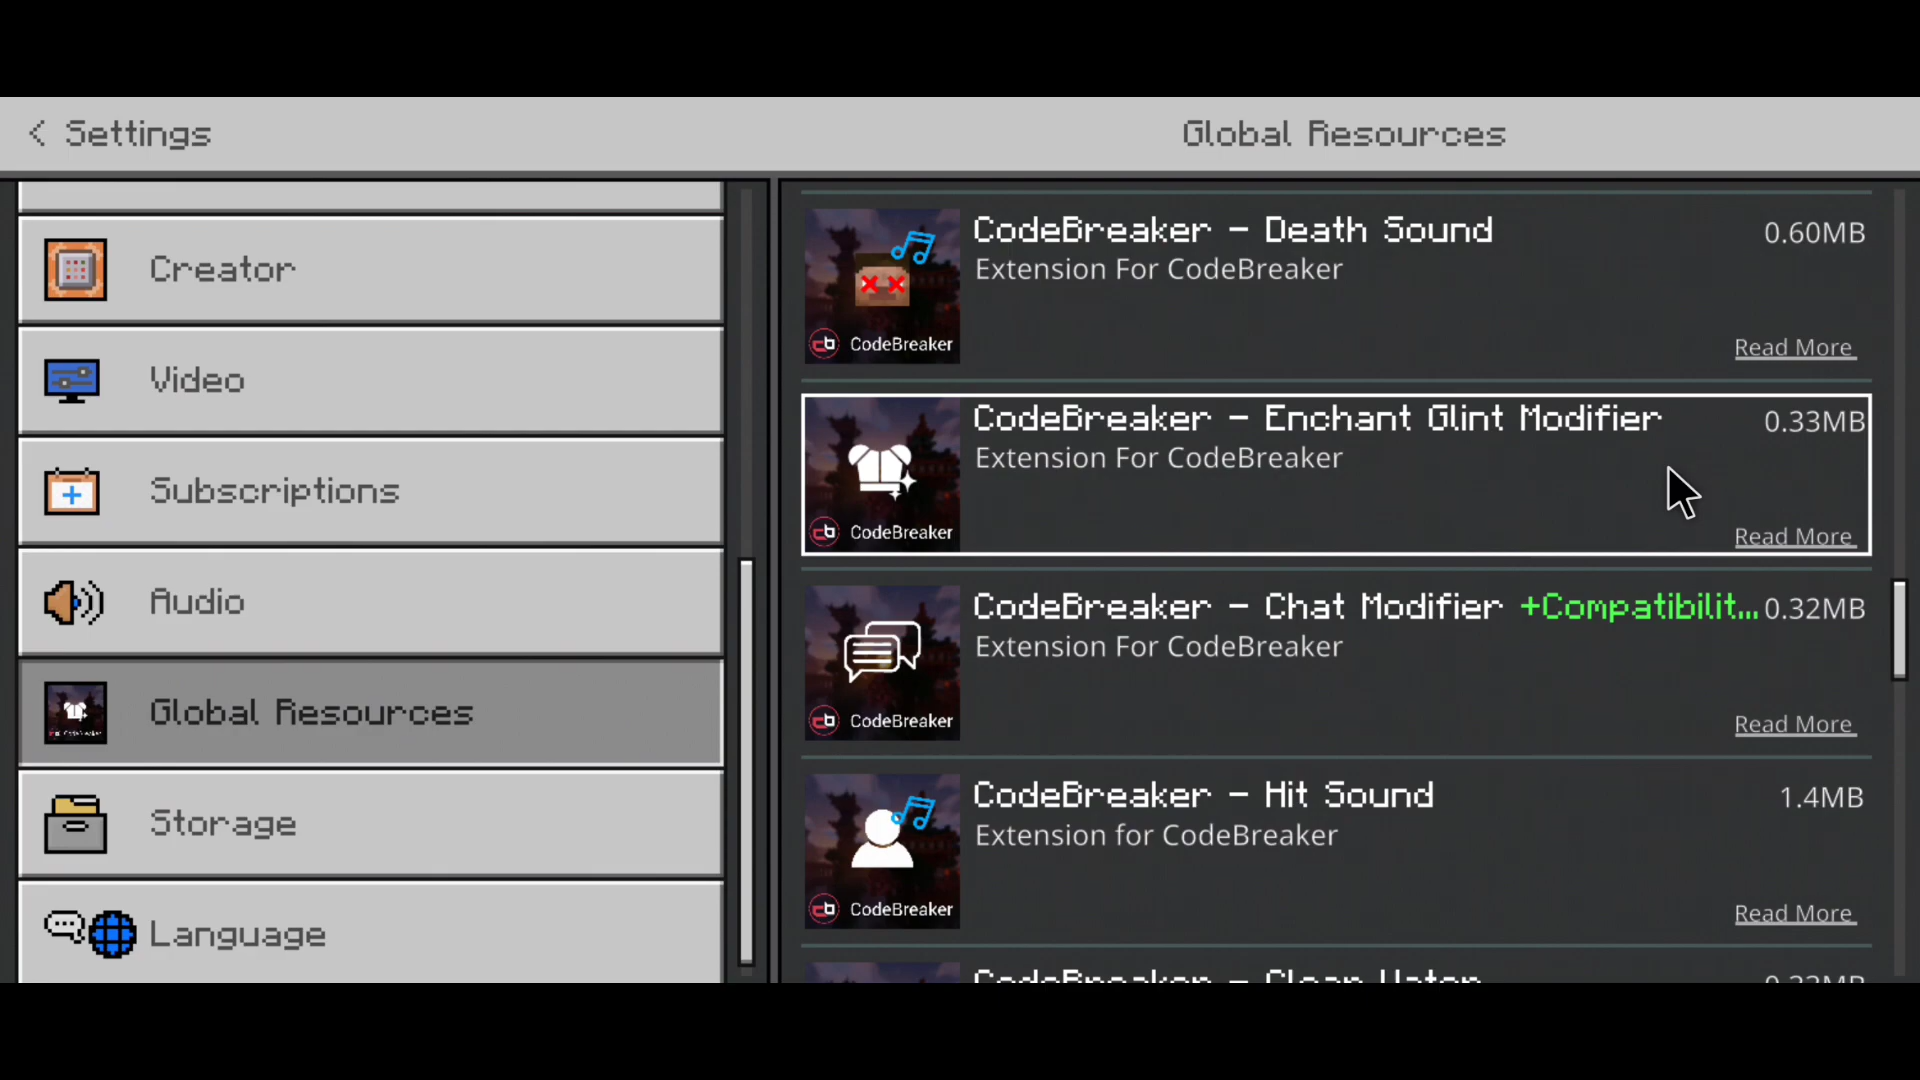 Settings
Global Resources
Creator
Video
Subscriptions
Audio
Global Resources
Storage
Language
CodeBreaker - Death Sound
0.60MB
Extension For CodeBreaker
CodeBreaker
Read More
CodeBreaker - Enchant Glint Modifier
0.33MB
Extension For CodeBreaker
CodeBreaker
Read More
CodeBreaker - Chat Modifier +Compatibilit...
0.32MB
Extension For CodeBreaker
CodeBreaker
Read More
CodeBreaker - Hit Sound
1.4MB
Extension for CodeBreaker
CodeBreaker
Read More
CodeBreaker - Clean Water